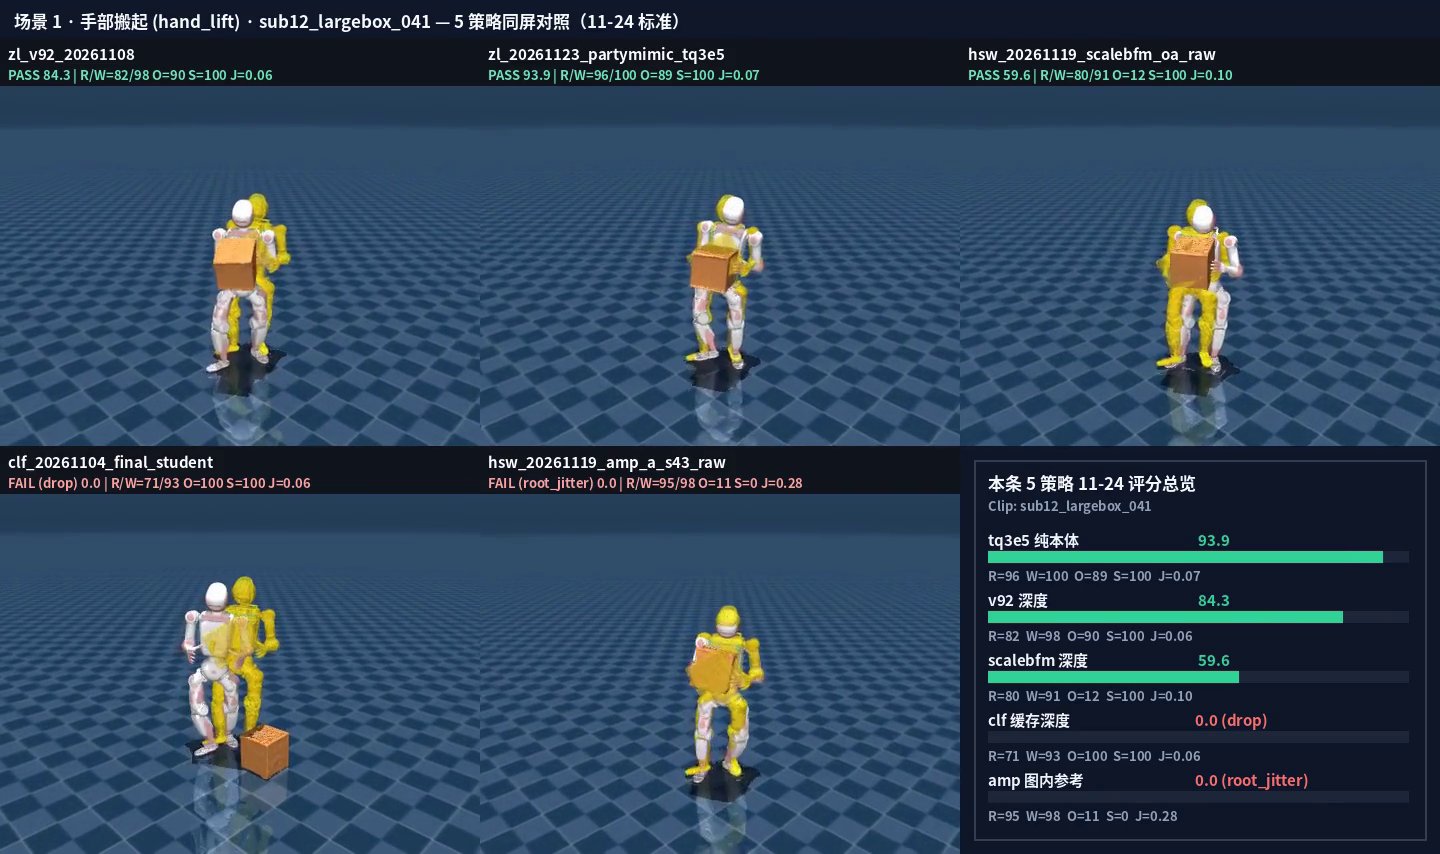 场景 1 · 手部搬起 (hand_lift) · sub12_largebox_041 — 5 策略同屏对照（11-24 标准）
zl_v92_20261108
PASS 84.3 | R/W=82/98 O=90 S=100 J=0.06
zl_20261123_partymimic_tq3e5
PASS 93.9 | R/W=96/100 O=89 S=100 J=0.07
hsw_20261119_scalebfm_oa_raw
PASS 59.6 | R/W=80/91 O=12 S=100 J=0.10
clf_20261104_final_student
FAIL (drop) 0.0 | R/W=71/93 O=100 S=100 J=0.06
hsw_20261119_amp_a_s43_raw
FAIL (root_jitter) 0.0 | R/W=95/98 O=11 S=0 J=0.28
本条 5 策略 11-24 评分总览
Clip: sub12_largebox_041
tq3e5 纯本体 93.9
R=96 W=100 O=89 S=100 J=0.07
v92 深度 84.3
R=82 W=98 O=90 S=100 J=0.06
scalebfm 深度 59.6
R=80 W=91 O=12 S=100 J=0.10
clf 缓存深度 0.0 (drop)
R=71 W=93 O=100 S=100 J=0.06
amp 图内参考 0.0 (root_jitter)
R=95 W=98 O=11 S=0 J=0.28